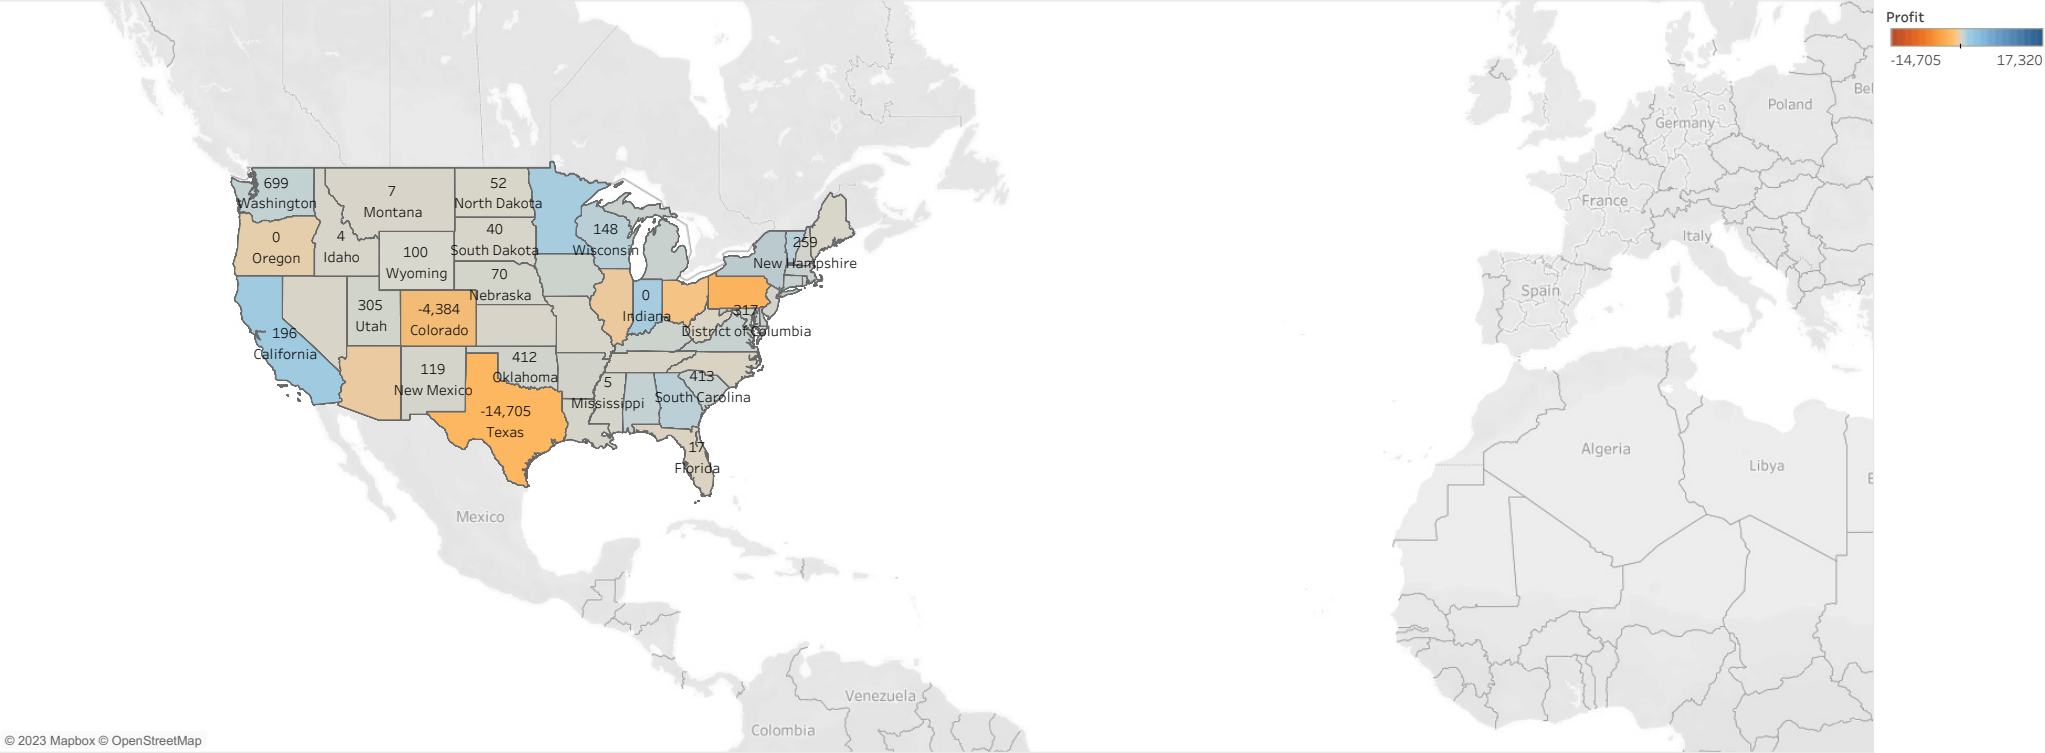 Profit
-14,705 17,320
Poland
Germany
France
Italy
Spain
Algeria
Libya
Mexico
Venezuela
Colombia
699
Washington
7
Montana
52
North Dakota
0
Oregon
4
Idaho
100
Wyoming
40
South Dakota
148
Wisconsin
259
New Hampshire
70
Nebraska
305
Utah
-4,384
Colorado
0
Indiana
317
District of Columbia
196
California
119
New Mexico
412
Oklahoma
5
Mississippi
413
South Carolina
-14,705
Texas
17
Florida
Bel
E
© 2023 Mapbox © OpenStreetMap